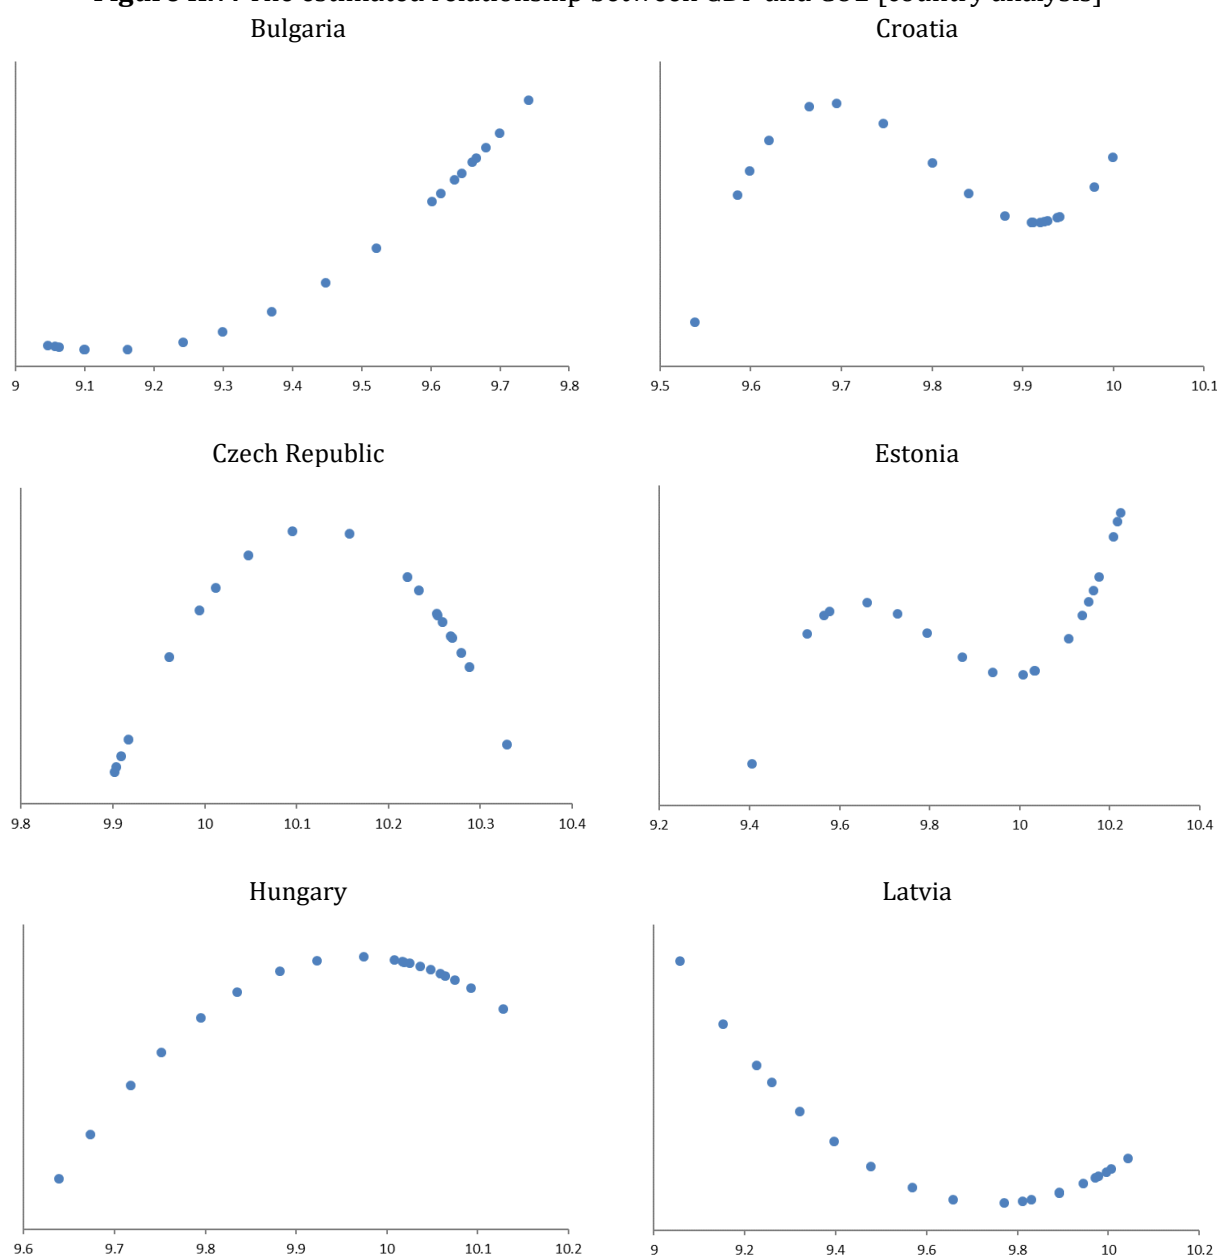 Bulgaria
Croatia
9 9.1 9.2 9.3 9.4 9.5 9.6 9.7 9.8
9.5 9.6 9.7 9.8 9.9 10 10.1
Czech Republic
Estonia
9.8 9.9 10 10.1 10.2 10.3 10.4
9.2 9.4 9.6 9.8 10 10.2 10.4
Hungary
Latvia
9.6 9.7 9.8 9.9 10 10.1 10.2
9 9.2 9.4 9.6 9.8 10 10.2